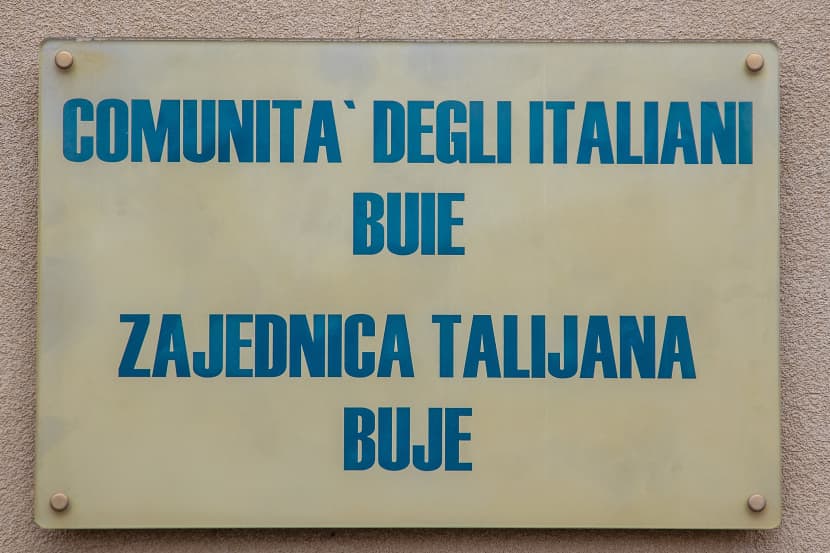 COMUNITA` DEGLI ITALIANI
BUIE
ZAJEDNICA TALIJANA
BUJE